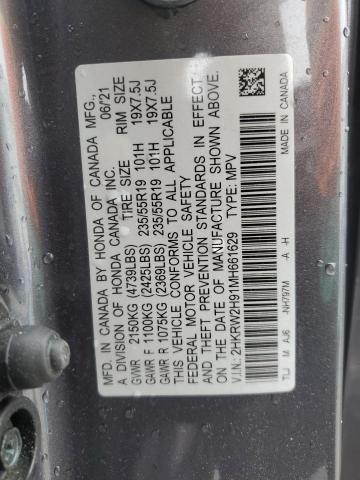 MFD. IN CANADA BY HONDA OF CANADA MFG., 06/21
A DIVISION OF HONDA CANADA INC.
TIRE SIZE RIM SIZE
GVWR 2150KG (4739LBS)
GAWR F 1100KG (2425LBS) 235/55R19 101H 19X7.5J
GAWR R 1075KG (2369LBS) 235/55R19 101H 19X7.5J
THIS VEHICLE CONFORMS TO ALL APPLICABLE
FEDERAL MOTOR VEHICLE SAFETY
AND THEFT PREVENTION STANDARDS IN EFFECT
ON THE DATE OF MANUFACTURE SHOWN ABOVE.
V.I.N.: 2HKRW2H91MH661629 TYPE: MPV
TLJ M AJ6 -NH797M A -H
MADE IN CANADA